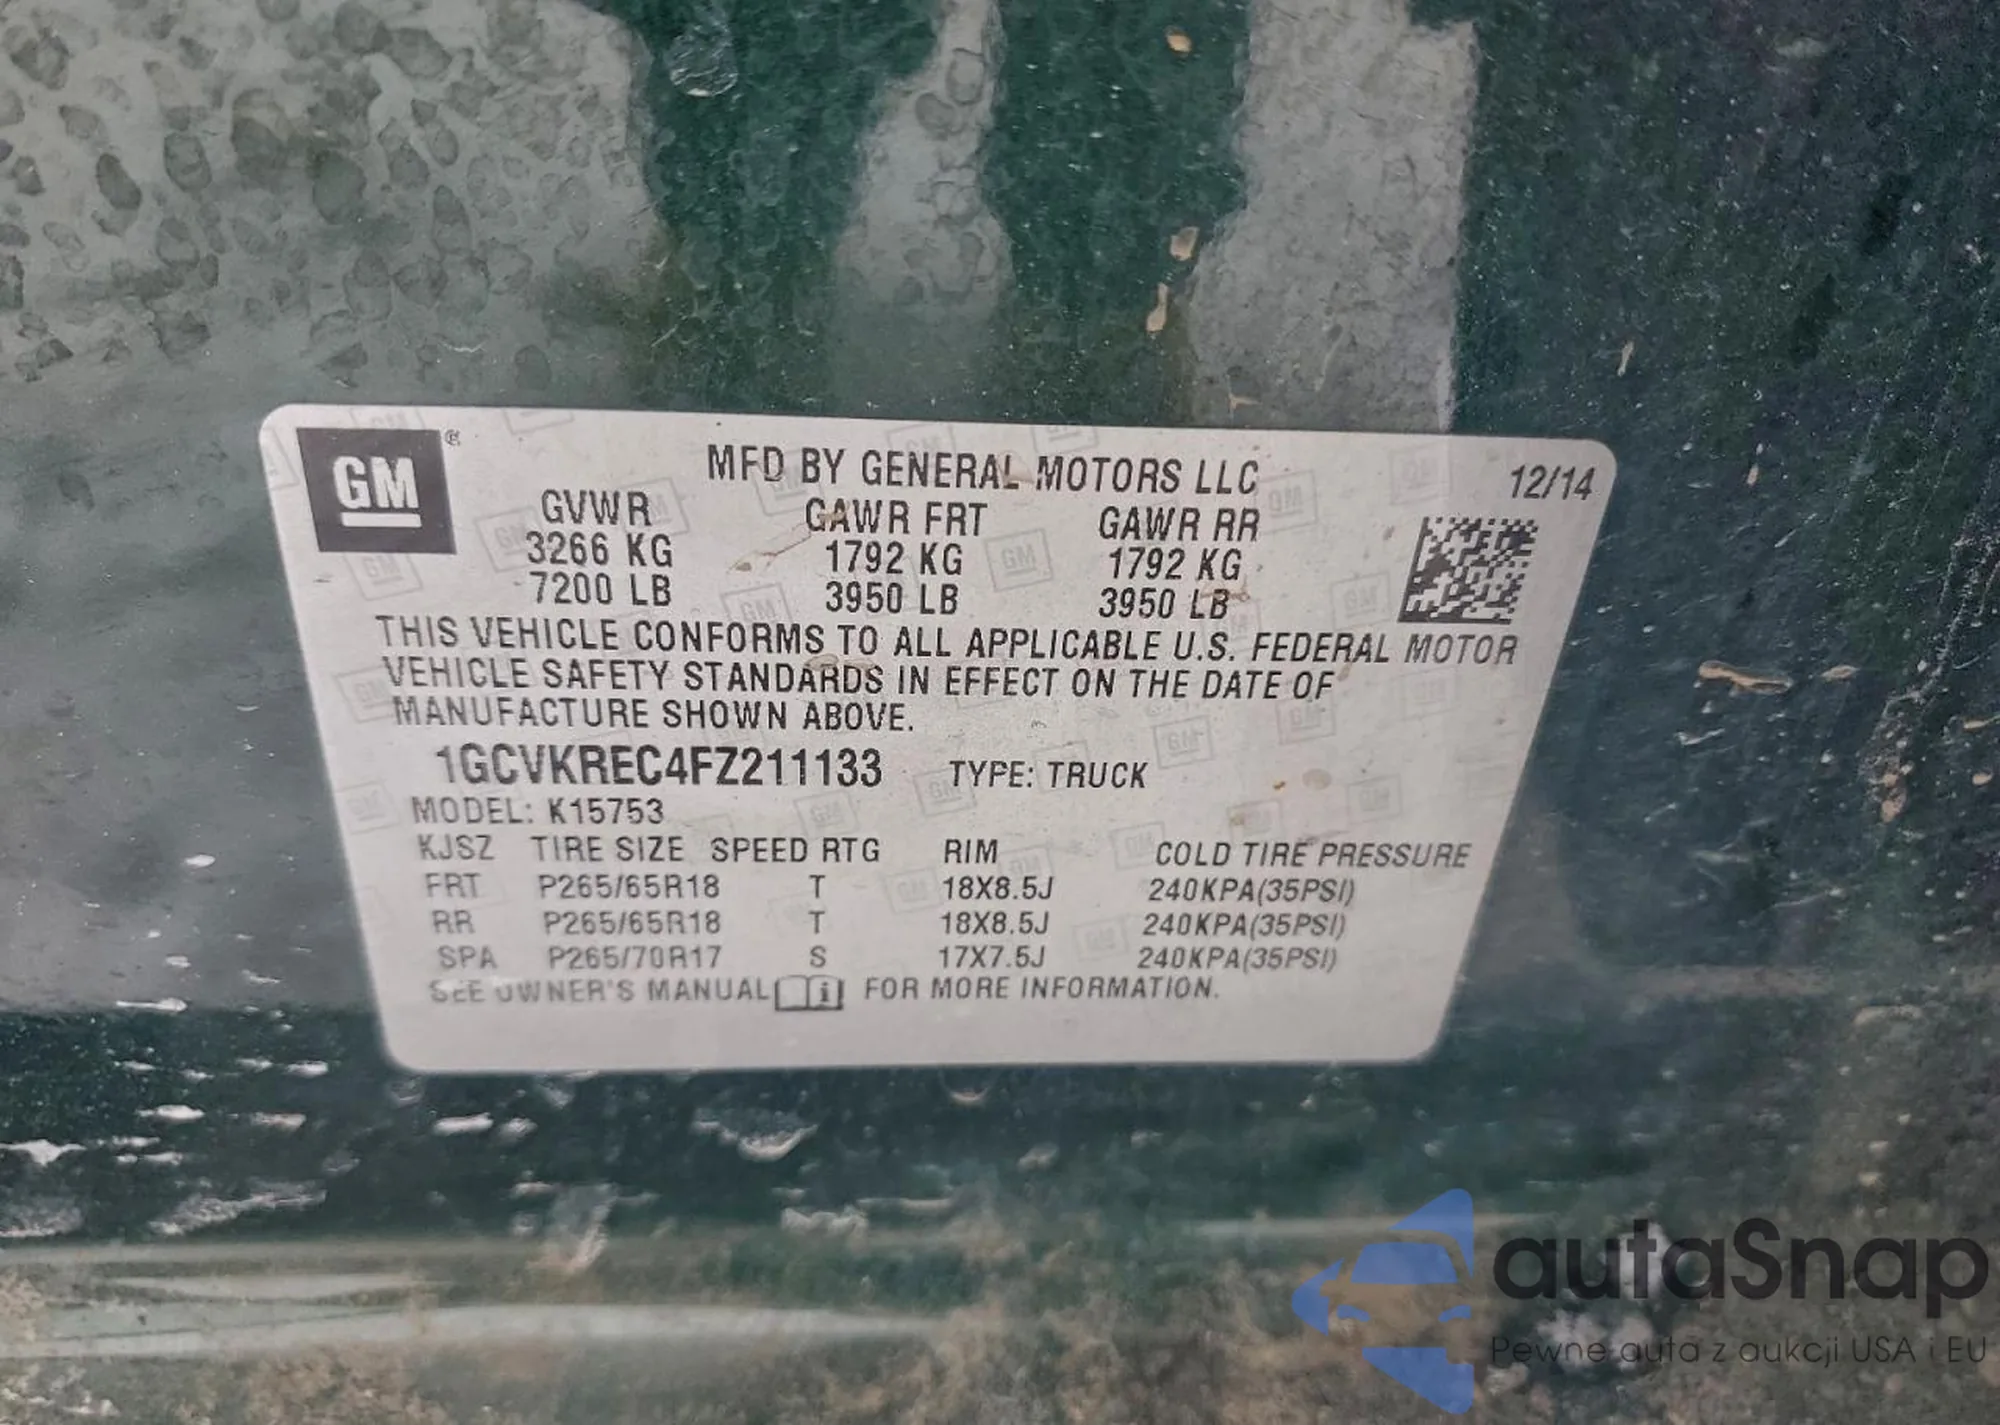 GM
MFD BY GENERAL MOTORS LLC 12/14
GVWR GAWR FRT GAWR RR
3266 KG 1792 KG 1792 KG
7200 LB 3950 LB 3950 LB
THIS VEHICLE CONFORMS TO ALL APPLICABLE U.S. FEDERAL MOTOR
VEHICLE SAFETY STANDARDS IN EFFECT ON THE DATE OF
MANUFACTURE SHOWN ABOVE.
1GCVKREC4FZ211133 TYPE: TRUCK
MODEL: K15753
KJSZ TIRE SIZE SPEED RTG RIM COLD TIRE PRESSURE
FRT P265/65R18 T 18X8.5J 240KPA(35PSI)
RR P265/65R18 T 18X8.5J 240KPA(35PSI)
SPA P265/70R17 S 17X7.5J 240KPA(35PSI)
SEE OWNER'S MANUAL FOR MORE INFORMATION.
autaSnap
Pewne auta z aukcji USA i EU